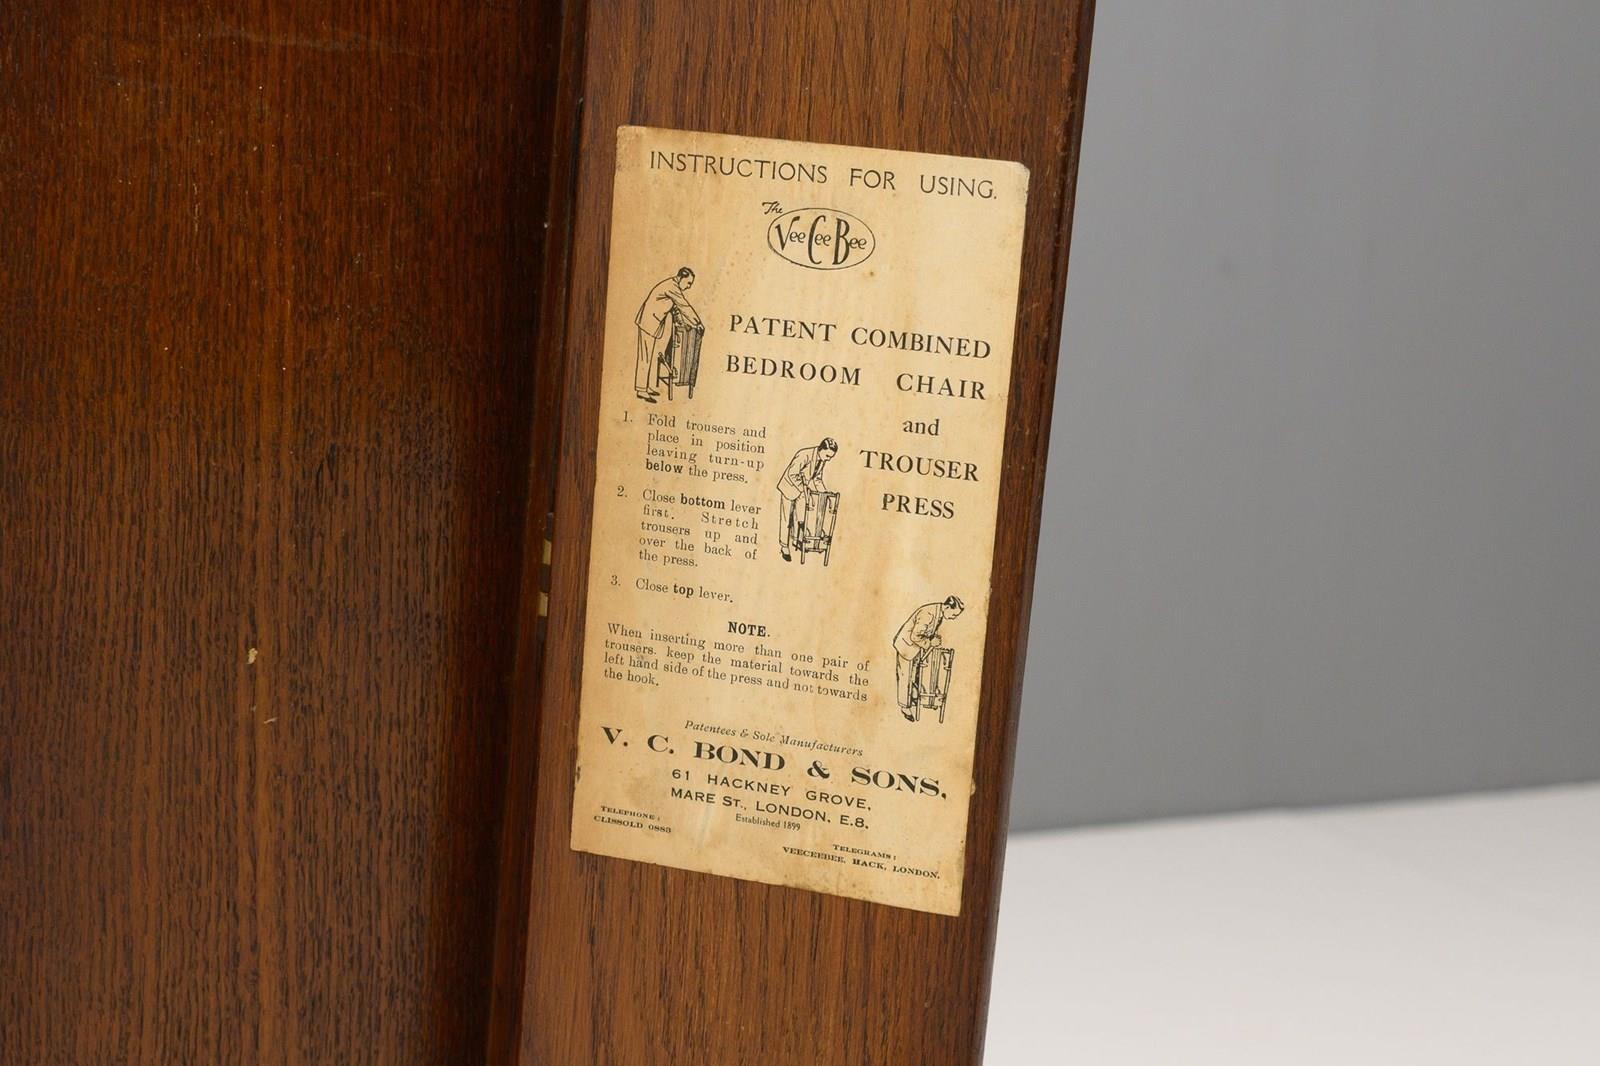 INSTRUCTIONS FOR USING.
The
Vee Cee Bee
PATENT COMBINED
BEDROOM CHAIR
and
TROUSER
PRESS
1. Fold trousers and
place in position
leaving turn-up
below the press.
2. Close bottom lever
first. Stretch
trousers up and
over the back of
the press.
3. Close top lever.
NOTE.
When inserting more than one pair of
trousers. keep the material towards the
left hand side of the press and not towards
the hook.
Patentees & Sole Manufacturers
V. C. BOND & SONS.
61 HACKNEY GROVE,
MARE ST., LONDON, E.8.
Established 1899
TELEPHONE:
CLISSOLD 0883
TELEGRAMS:
VEECEEBEE, HACK, LONDON.